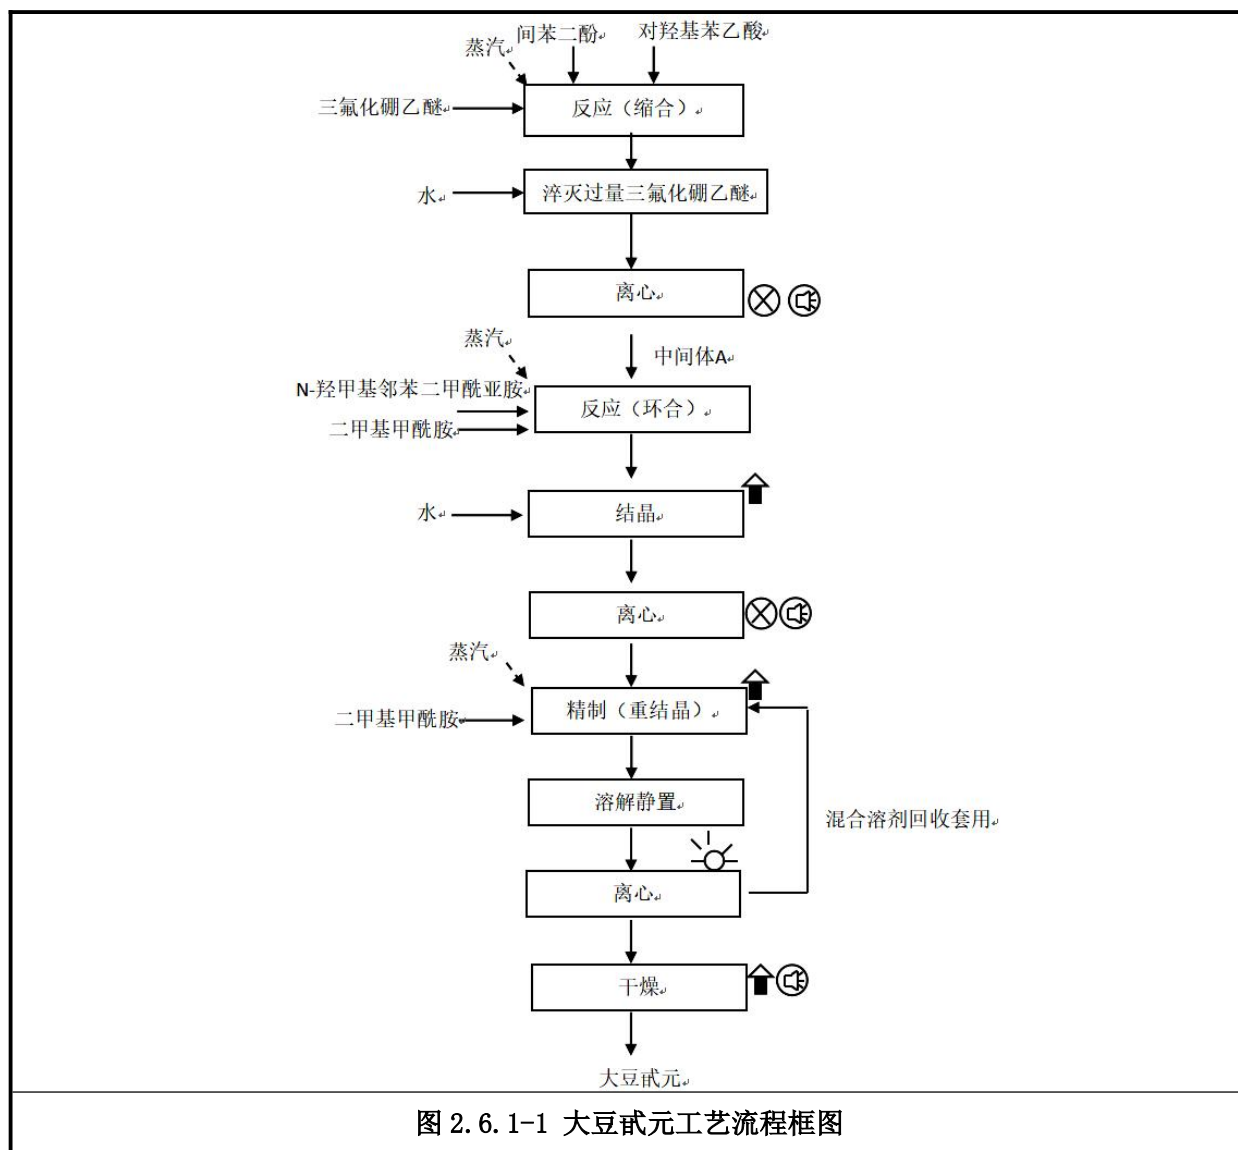 间苯二酚
对羟基苯乙酸
蒸汽
三氟化硼乙醚
反应（缩合）
水
淬灭过量三氟化硼乙醚
离心
蒸汽
中间体A
N-羟甲基邻苯二甲酰亚胺
二甲基甲酰胺
反应（环合）
水
结晶
离心
蒸汽
二甲基甲酰胺
精制（重结晶）
溶解静置
混合溶剂回收套用
离心
干燥
大豆甙元
图 2.6.1-1 大豆甙元工艺流程框图